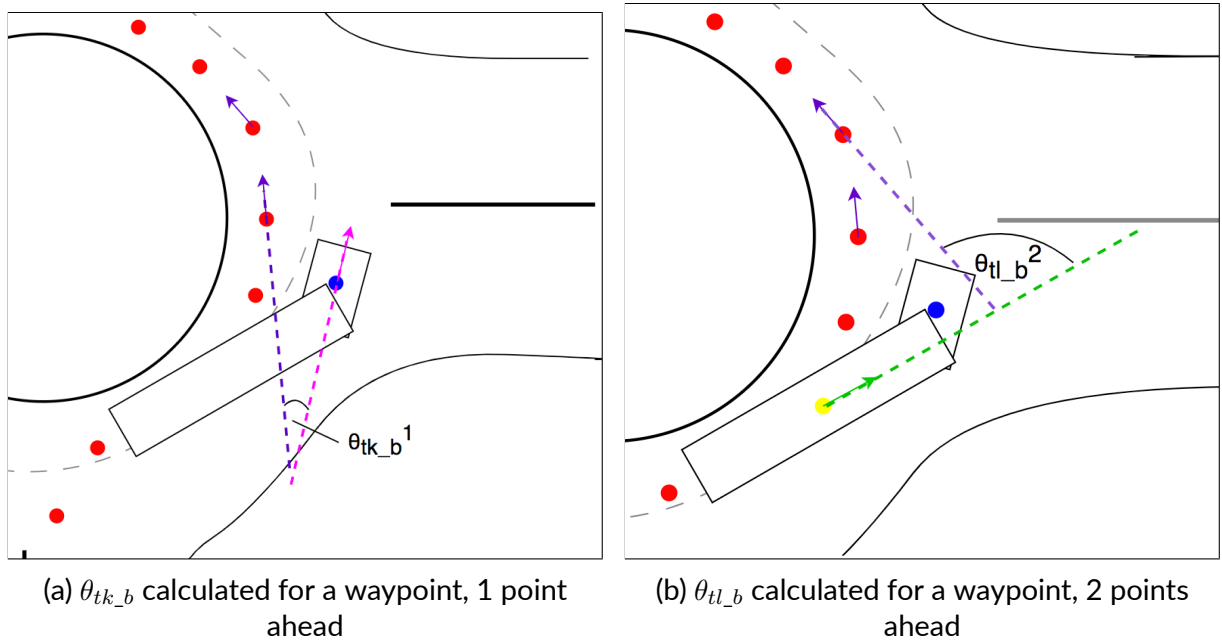 θtk_b¹
θtl_b²
(a) θtk_b calculated for a waypoint, 1 point
ahead
(b) θtl_b calculated for a waypoint, 2 points
ahead